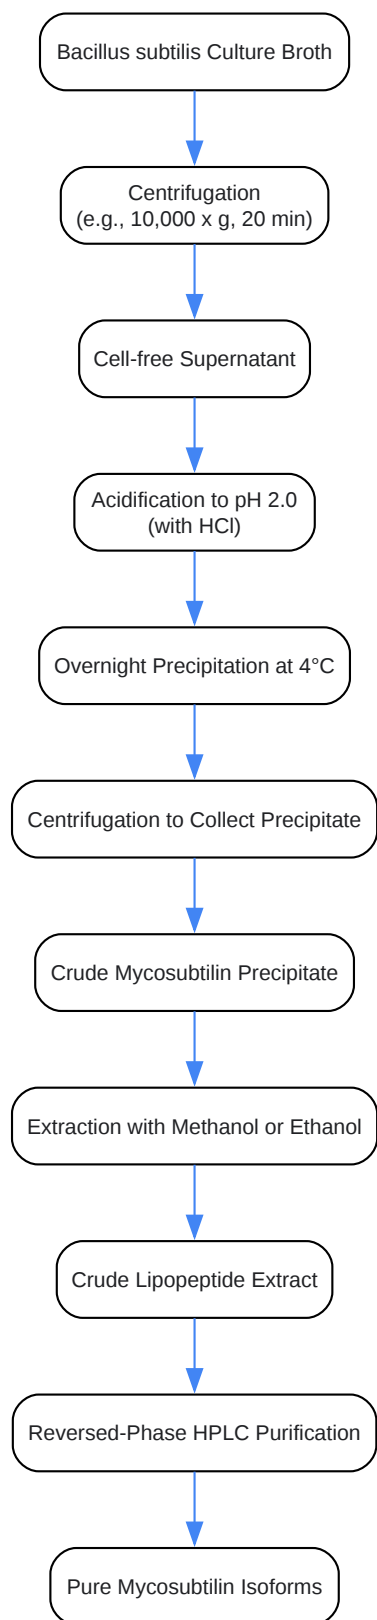 Bacillus subtilis Culture Broth
Centrifugation
(e.g., 10,000 x g, 20 min)
Cell-free Supernatant
Acidification to pH 2.0
(with HCl)
Overnight Precipitation at 4°C
Centrifugation to Collect Precipitate
Crude Mycosubtilin Precipitate
Extraction with Methanol or Ethanol
Crude Lipopeptide Extract
Reversed-Phase HPLC Purification
Pure Mycosubtilin Isoforms